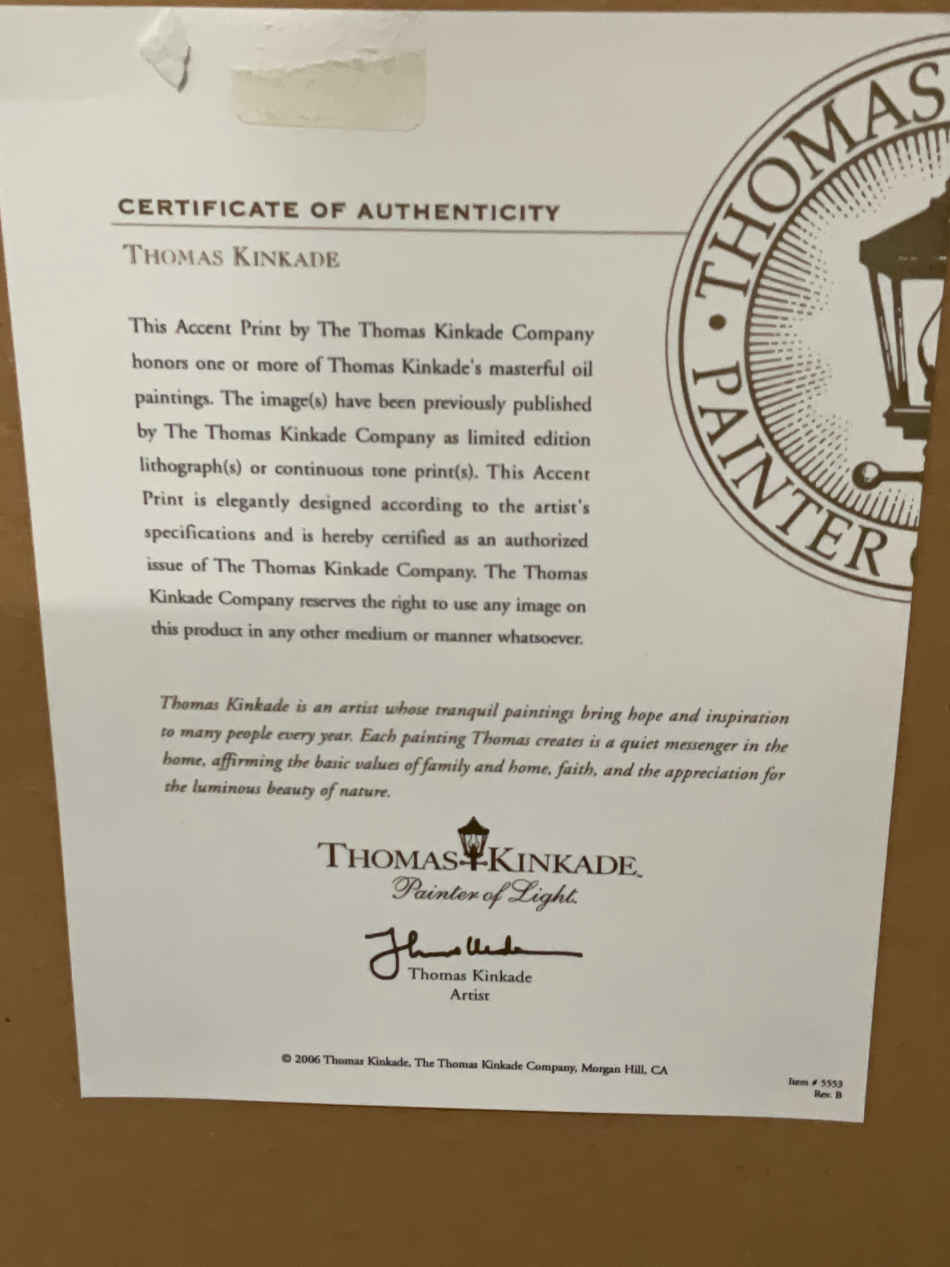 THOMAS
PAINTER
CERTIFICATE OF AUTHENTICITY
THOMAS KINKADE
This Accent Print by The Thomas Kinkade Company
honors one or more of Thomas Kinkade's masterful oil
paintings. The image(s) have been previously published
by The Thomas Kinkade Company as limited edition
lithograph(s) or continuous tone print(s). This Accent
Print is elegantly designed according to the artist's
specifications and is hereby certified as an authorized
issue of The Thomas Kinkade Company. The Thomas
Kinkade Company reserves the right to use any image on
this product in any other medium or manner whatsoever.
Thomas Kinkade is an artist whose tranquil paintings bring hope and inspiration
to many people every year. Each painting Thomas creates is a quiet messenger in the
home, affirming the basic values of family and home, faith, and the appreciation for
the luminous beauty of nature.
THOMAS KINKADE™
Painter of Light™
Thomas Kinkade
Artist
© 2006 Thomas Kinkade, The Thomas Kinkade Company, Morgan Hill, CA
Item # 5553
Rev. B